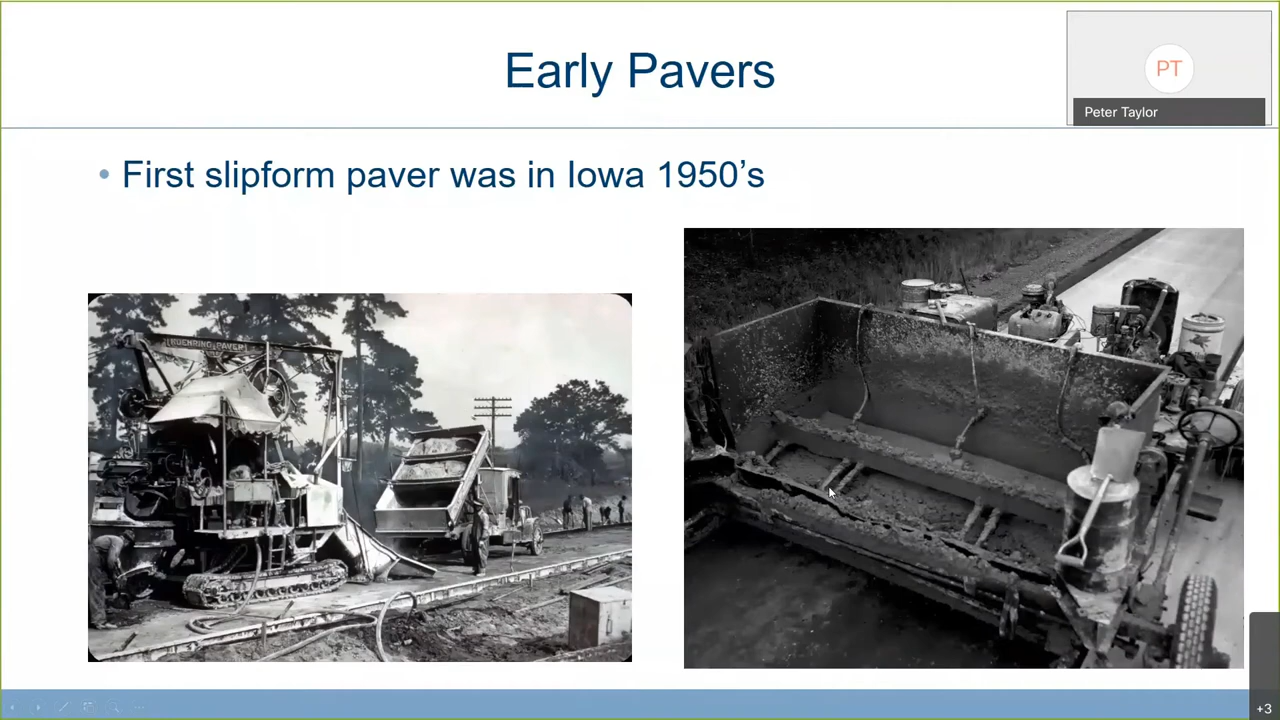 Early Pavers
PT
Peter Taylor
• First slipform paver was in Iowa 1950’s
KOEHRING PAVER
+3